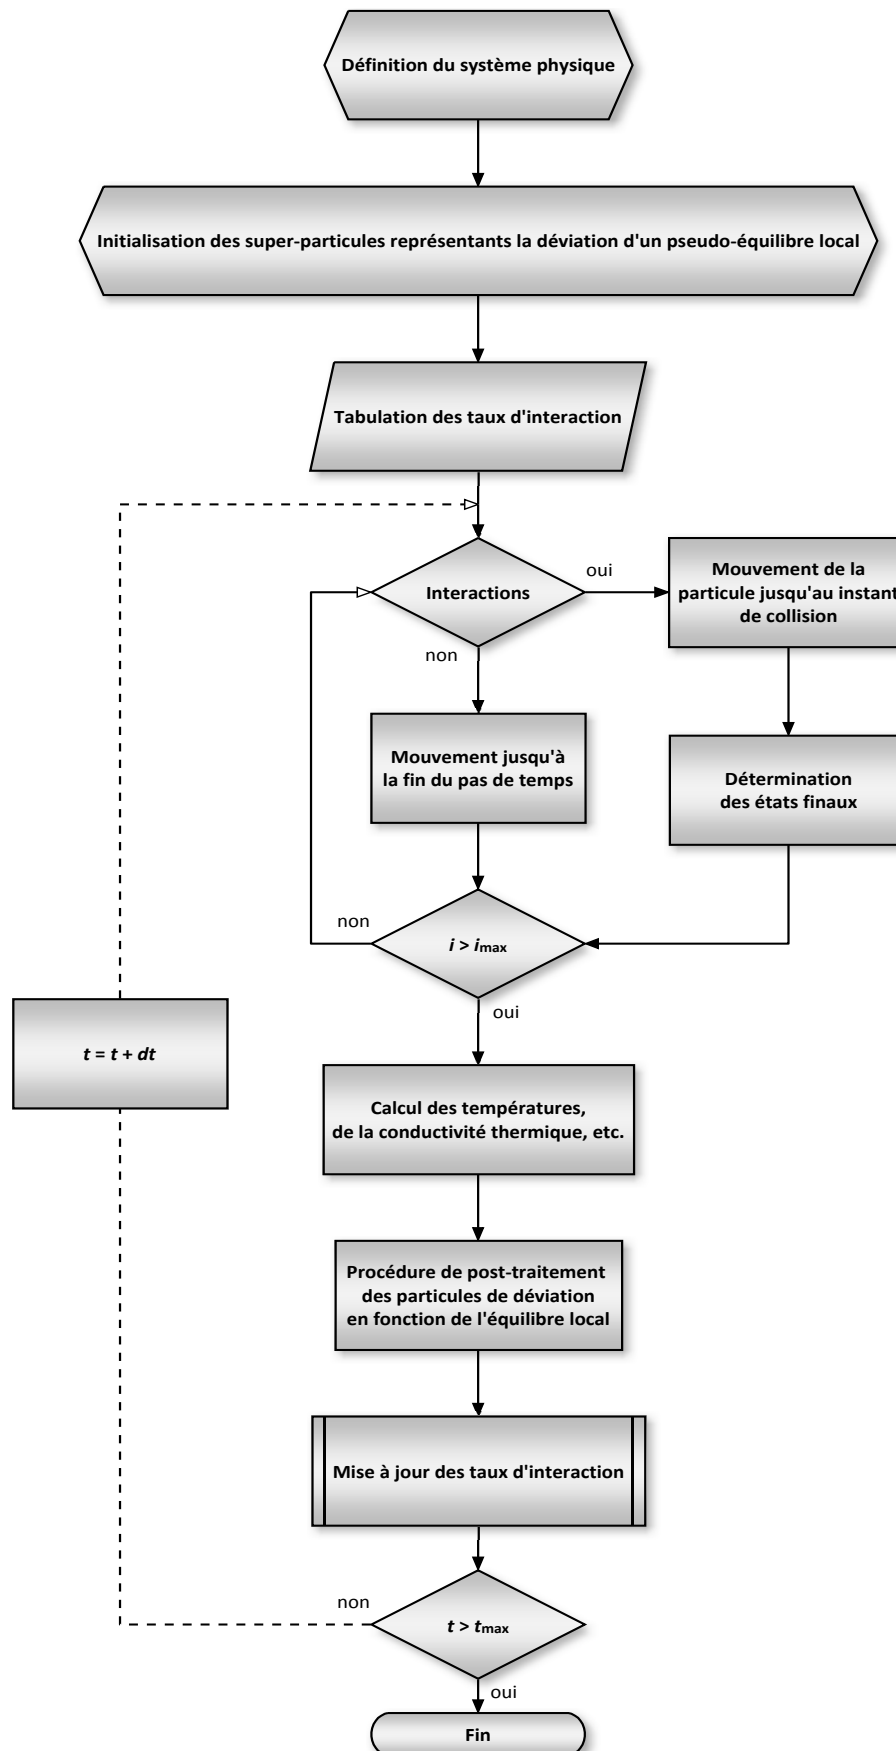 Définition du système physique
Initialisation des super-particules représentants la déviation d'un pseudo-équilibre local
Tabulation des taux d'interaction
Interactions
oui
Mouvement de la
particule jusqu'au instant
de collision
non
Mouvement jusqu'à
la fin du pas de temps
Détermination
des états finaux
non
i > imax
oui
t = t + dt
Calcul des températures,
de la conductivité thermique, etc.
Procédure de post-traitement
des particules de déviation
en fonction de l'équilibre local
Mise à jour des taux d'interaction
non
t > tmax
oui
Fin